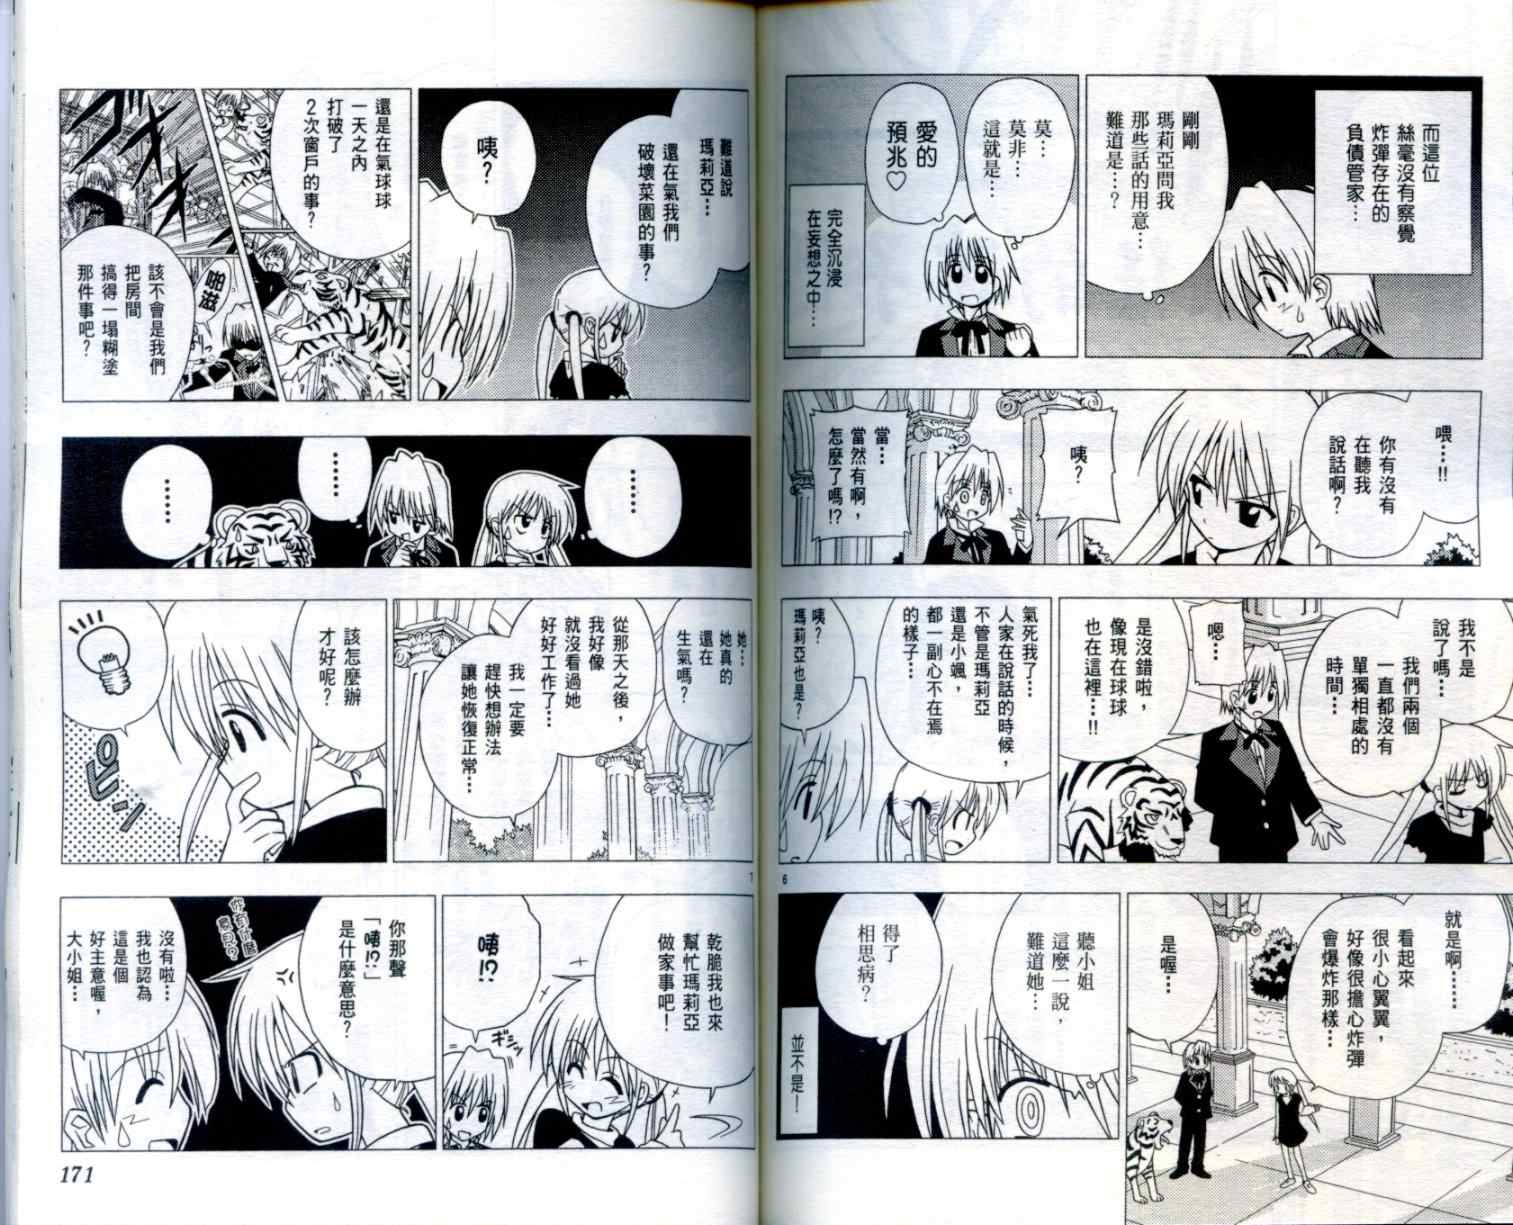 而這位
絲毫沒有察覺
炸彈存在的
負債管家…
剛剛
瑪莉亞問我
那些話的用意…
難道是…?
莫…
莫非…
這就是…
愛的
預兆♡
完全沉浸
在妄想之中…
喂…!!
你有沒有
在聽我
說話啊?
咦?
當…
當然有啊，
怎麼了嗎!?
我不是
說了嗎…
我們兩個
一直都沒有
單獨相處的
時間…
嗯…
是沒錯啦，
像現在球球
也在這裡…!!
氣死我了…
人家在說話的時候，
不管是瑪莉亞
還是小颯，
都一副心不在焉
的樣子…
咦?
瑪莉亞也是?
就是啊……
看起來
很小心翼翼，
好像很擔心炸彈
會爆炸那樣…
是喔…
聽小姐
這麼一說，
難道她…
得了
相思病?
並不是!
6
難道說
瑪莉亞…
還在氣我們
破壞菜園的事?
咦?
還是在氣球球
一天之內
打破了
2次窗戶的事?
啪滋
該不會是我們
把房間
搞得一塌糊塗
那件事吧?
……
……
……
她…
她真的
還在
生氣嗎?
從那天之後，
我好像
就沒看過她
好好工作了…
我一定要
趕快想辦法
讓她恢復正常…
該怎麼辦
才好呢?
乾脆我也來
幫忙瑪莉亞
做家事吧!
唔!?
你那聲
「唔!?」
是什麼意思?
你有什麼
意見?
沒有啦…
我也認為
這是個
好主意喔，
大小姐…
171